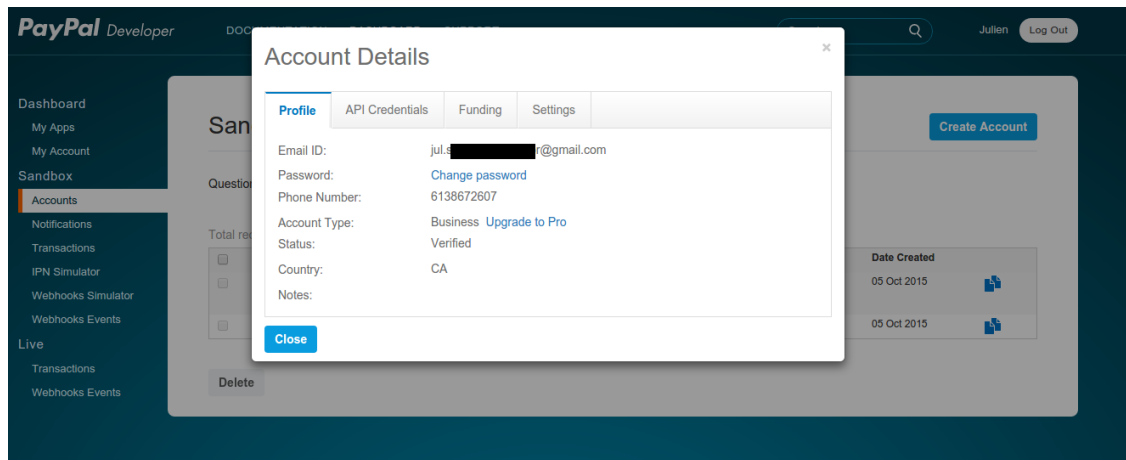 PayPal Developer
Julien
Log Out
Account Details
×
Dashboard
My Apps
My Account
Sandbox
Accounts
Notifications
Transactions
IPN Simulator
Webhooks Simulator
Webhooks Events
Live
Transactions
Webhooks Events
Create Account
Profile
API Credentials
Funding
Settings
Email ID: jul.s r@gmail.com
Password: Change password
Phone Number: 6138672607
Account Type: Business Upgrade to Pro
Status: Verified
Country: CA
Notes:
Close
Date Created
05 Oct 2015
05 Oct 2015
Delete